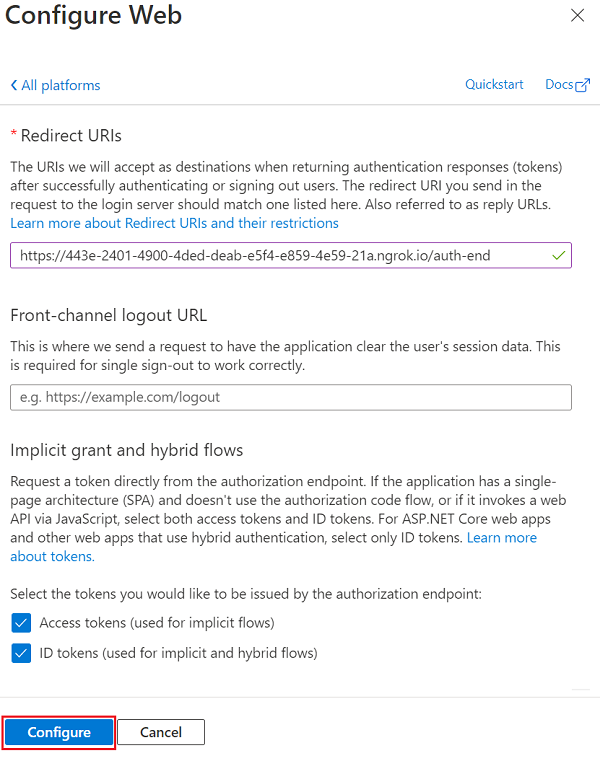 Configure Web
All platforms
Quickstart
Docs
* Redirect URIs
The URIs we will accept as destinations when returning authentication responses (tokens)
after successfully authenticating or signing out users. The redirect URI you send in the
request to the login server should match one listed here. Also referred to as reply URLs.
Learn more about Redirect URIs and their restrictions
https://443e-2401-4900-4ded-deab-e5f4-e859-4e59-21a.ngrok.io/auth-end
Front-channel logout URL
This is where we send a request to have the application clear the user's session data. This
is required for single sign-out to work correctly.
e.g. https://example.com/logout
Implicit grant and hybrid flows
Request a token directly from the authorization endpoint. If the application has a single-
page architecture (SPA) and doesn't use the authorization code flow, or if it invokes a web
API via JavaScript, select both access tokens and ID tokens. For ASP.NET Core web apps
and other web apps that use hybrid authentication, select only ID tokens. Learn more
about tokens.
Select the tokens you would like to be issued by the authorization endpoint:
Access tokens (used for implicit flows)
ID tokens (used for implicit and hybrid flows)
Configure
Cancel